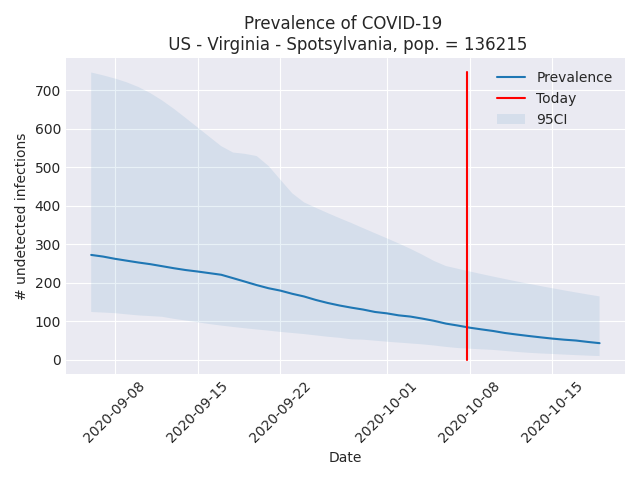 Prevalence of COVID-19
US - Virginia - Spotsylvania, pop. = 136215
# undetected infections
700
600
500
400
300
200
100
0
Prevalence
Today
95CI
2020-09-08
2020-09-15
2020-09-22
2020-10-01
2020-10-08
2020-10-15
Date